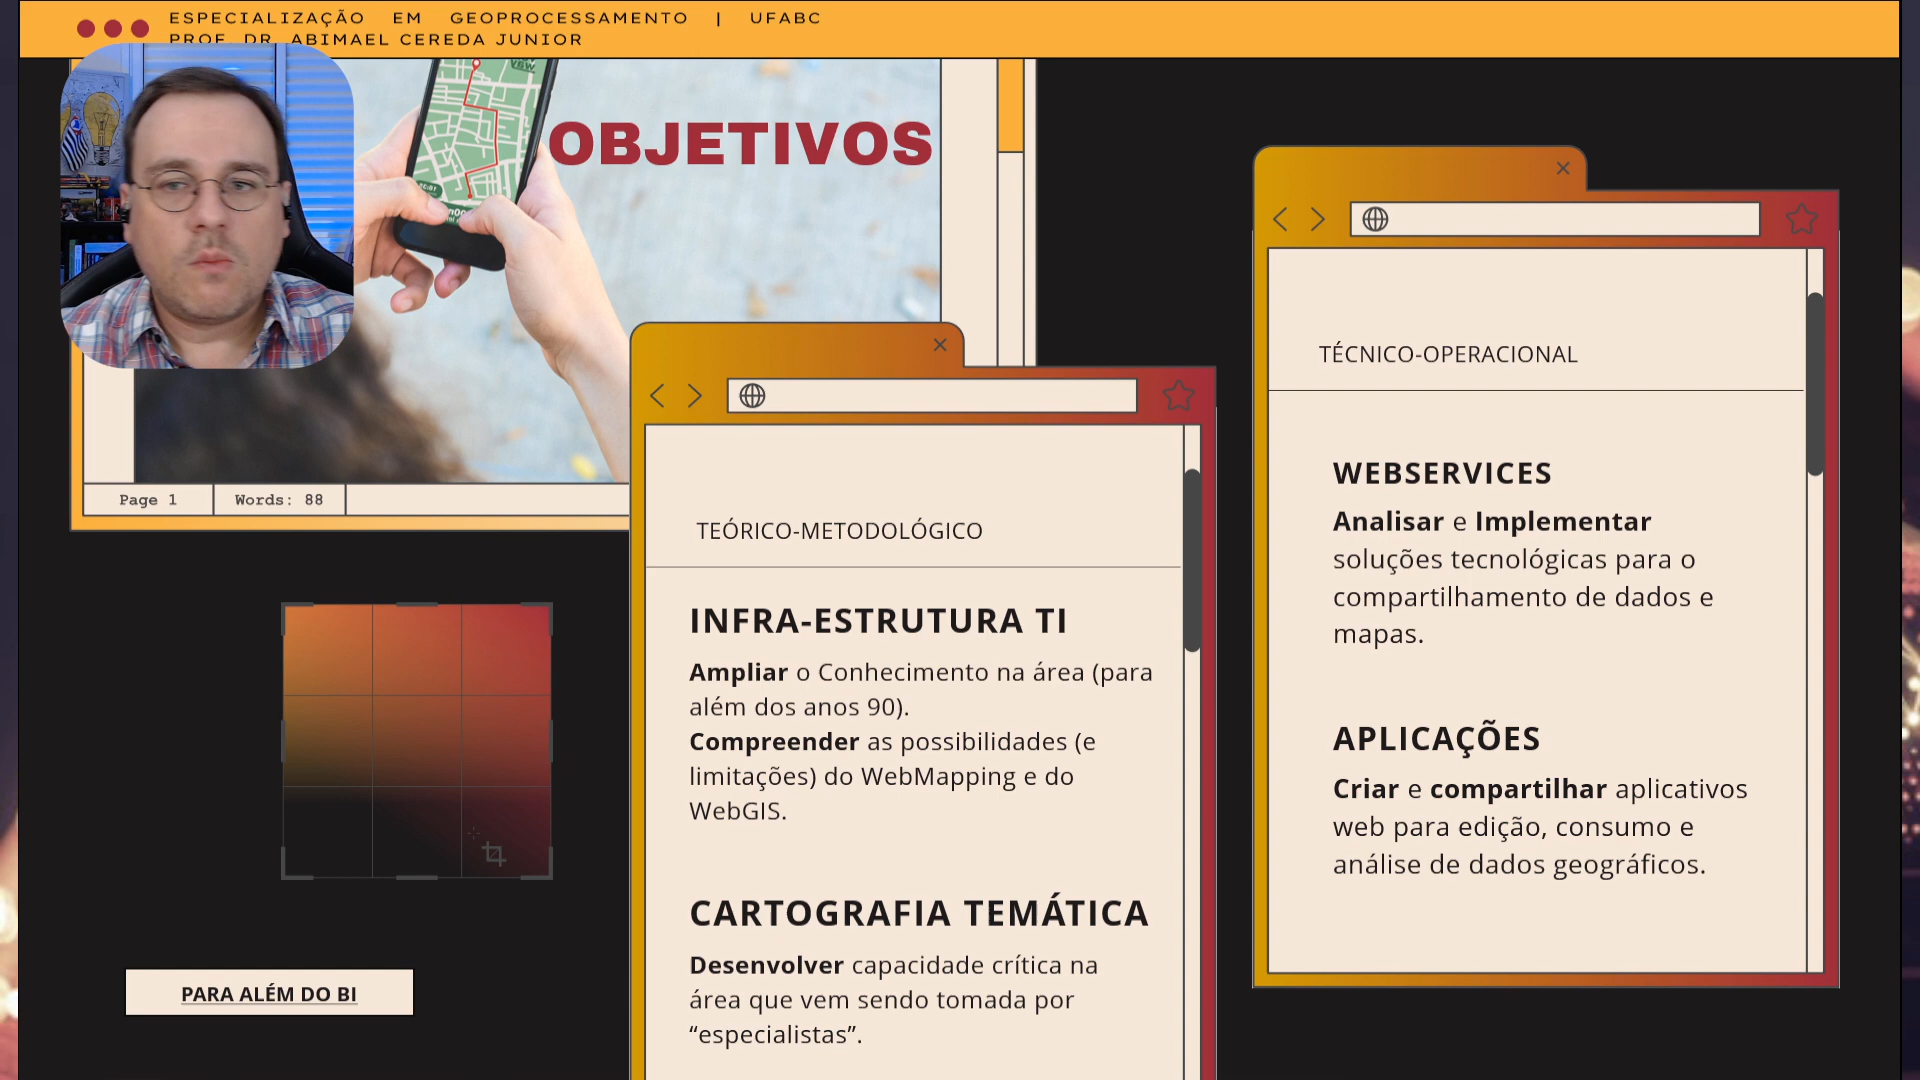 ESPECIALIZAÇÃO EM GEOPROCESSAMENTO | UFABC
PROF. DR. ABIMAEL CEREDA JUNIOR
OBJETIVOS
Page 1
Words: 88
TEÓRICO-METODOLÓGICO
INFRA-ESTRUTURA TI
Ampliar o Conhecimento na área (para
além dos anos 90).
Compreender as possibilidades (e
limitações) do WebMapping e do
WebGIS.
CARTOGRAFIA TEMÁTICA
Desenvolver capacidade crítica na
área que vem sendo tomada por
“especialistas”.
TÉCNICO-OPERACIONAL
WEBSERVICES
Analisar e Implementar
soluções tecnológicas para o
compartilhamento de dados e
mapas.
APLICAÇÕES
Criar e compartilhar aplicativos
web para edição, consumo e
análise de dados geográficos.
PARA ALÉM DO BI